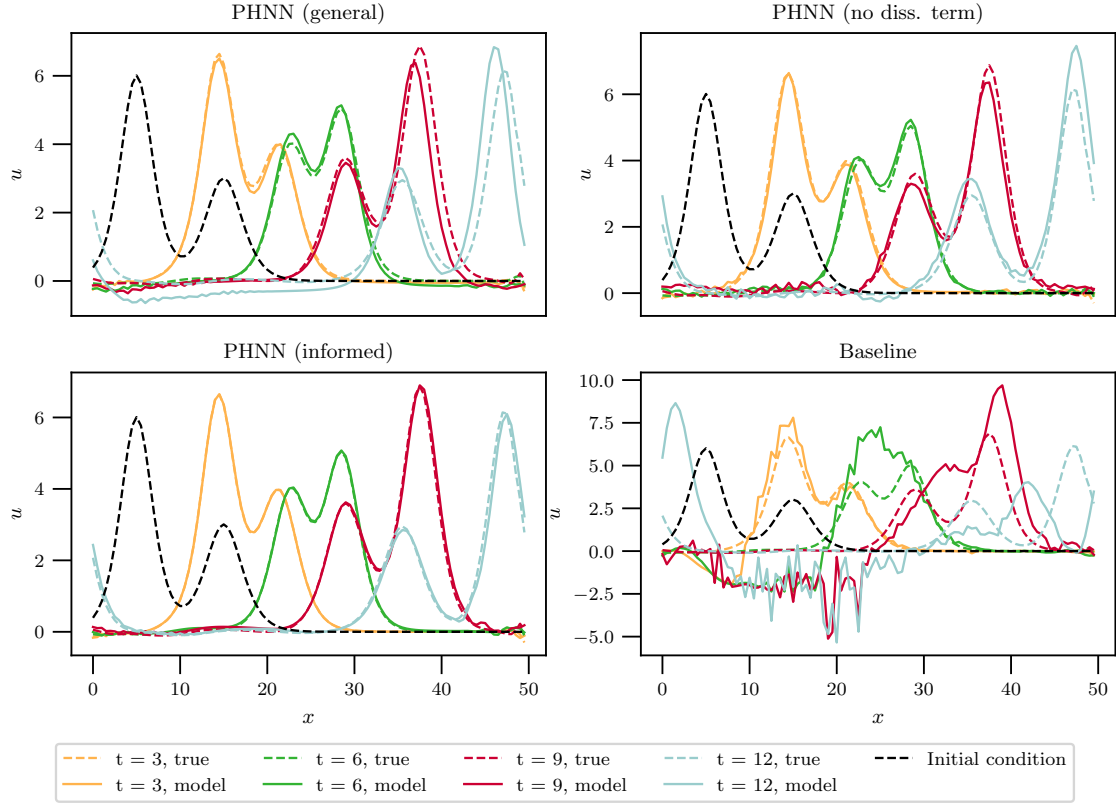 PHNN (general)
PHNN (no diss. term)
u
0
2
4
6
u
0
2
4
6
PHNN (informed)
Baseline
u
0
2
4
6
0
10
20
30
40
50
x
u
−5.0
−2.5
0.0
2.5
5.0
7.5
10.0
0
10
20
30
40
50
x
t = 3, true
t = 6, true
t = 9, true
t = 12, true
Initial condition
t = 3, model
t = 6, model
t = 9, model
t = 12, model